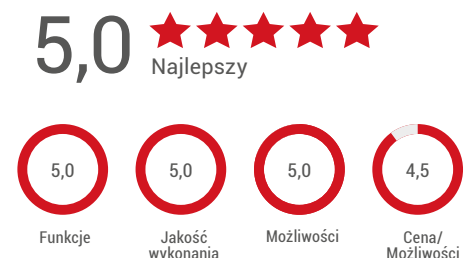 5,0
Najlepszy
5,0 5,0 5,0 4,5
Funkcje Jakość Możliwości Cena/
wykonania Możliwości